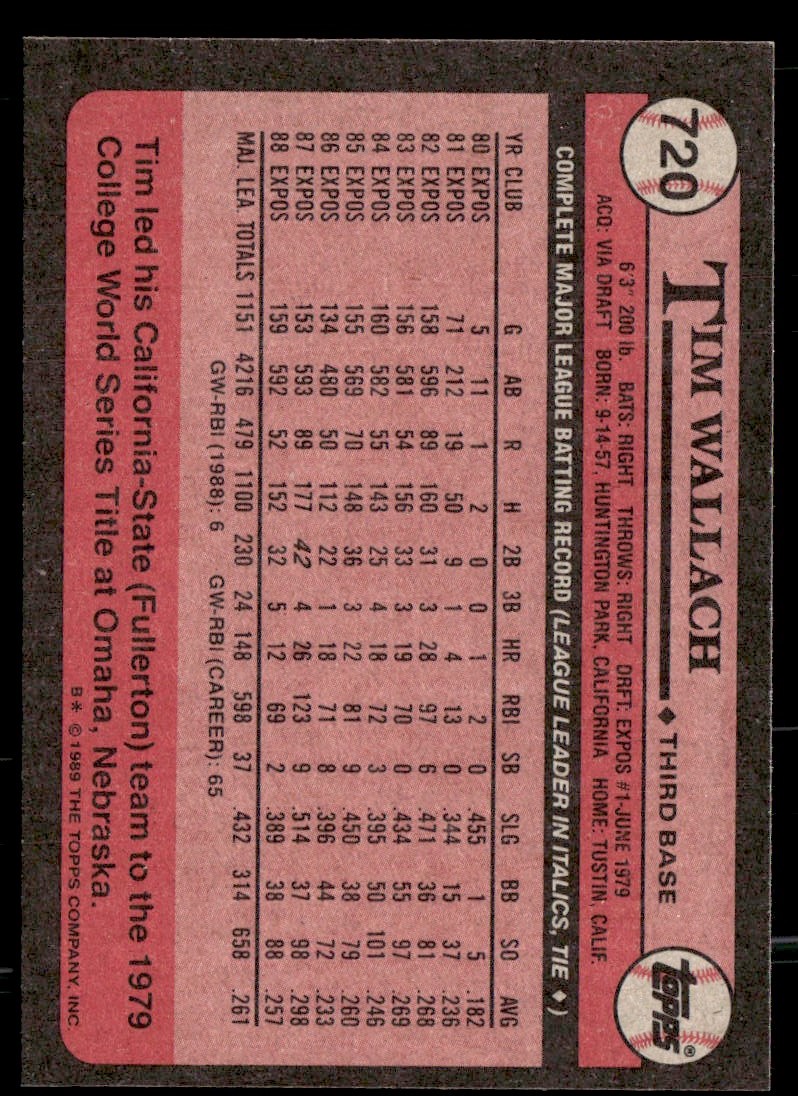 720
TIM WALLACH ♦ THIRD BASE
topps®
6'3" 200 lb. BATS: RIGHT THROWS: RIGHT DRFT: EXPOS #1-JUNE 1979
ACQ: VIA DRAFT BORN: 9-14-57, HUNTINGTON PARK, CALIFORNIA HOME: TUSTIN, CALIF.
COMPLETE MAJOR LEAGUE BATTING RECORD (LEAGUE LEADER IN ITALICS, TIE ♦)
YR CLUB G AB R H 2B 3B HR RBI SB SLG BB SO AVG
80 EXPOS 5 11 1 2 0 0 1 2 0 .455 1 5 .182
81 EXPOS 71 212 19 50 9 1 4 13 0 .344 15 37 .236
82 EXPOS 158 596 89 160 31 3 28 97 6 .471 36 81 .268
83 EXPOS 156 581 54 156 33 3 19 70 0 .434 55 97 .269
84 EXPOS 160 582 55 143 25 4 18 72 3 .395 50 101 .246
85 EXPOS 155 569 70 148 36 3 22 81 9 .450 38 79 .260
86 EXPOS 134 480 50 112 22 1 18 71 8 .396 44 72 .233
87 EXPOS 153 593 89 177 42 4 26 123 9 .514 37 98 .298
88 EXPOS 159 592 52 152 32 5 12 69 2 .389 38 88 .257
MAJ. LEA. TOTALS 1151 4216 479 1100 230 24 148 598 37 .432 314 658 .261
GW-RBI (1988): 6 GW-RBI (CAREER): 65
Tim led his California-State (Fullerton) team to the 1979
College World Series Title at Omaha, Nebraska.
B* © 1989 THE TOPPS COMPANY, INC.